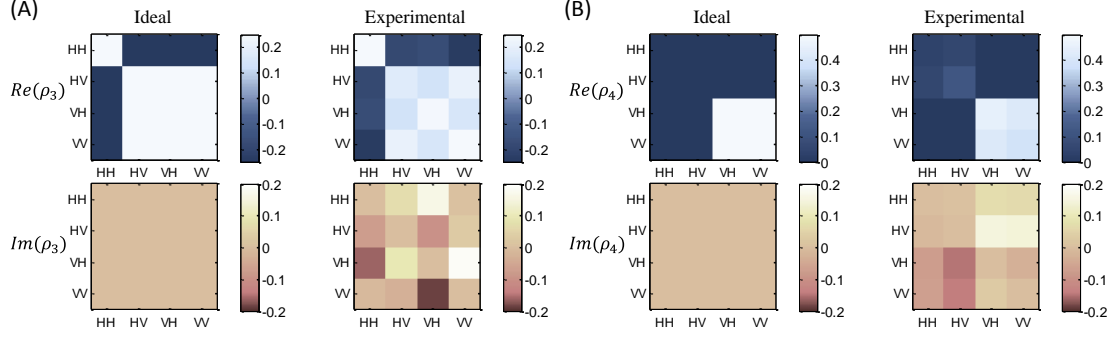 (A)
Ideal
Experimental
(B)
Ideal
Experimental
Re(ρ₃)
HH
HV
VH
VV
HH HV VH VV
0.2
0.1
0
-0.1
-0.2
HH
HV
VH
VV
HH HV VH VV
0.2
0.1
0
-0.1
-0.2
Re(ρ₄)
HH
HV
VH
VV
HH HV VH VV
0.4
0.3
0.2
0.1
0
HH
HV
VH
VV
HH HV VH VV
0.4
0.3
0.2
0.1
0
Im(ρ₃)
HH
HV
VH
VV
HH HV VH VV
0.2
0.1
0
-0.1
-0.2
HH
HV
VH
VV
HH HV VH VV
0.2
0.1
0
-0.1
-0.2
Im(ρ₄)
HH
HV
VH
VV
HH HV VH VV
0.2
0.1
0
-0.1
-0.2
HH
HV
VH
VV
HH HV VH VV
0.2
0.1
0
-0.1
-0.2